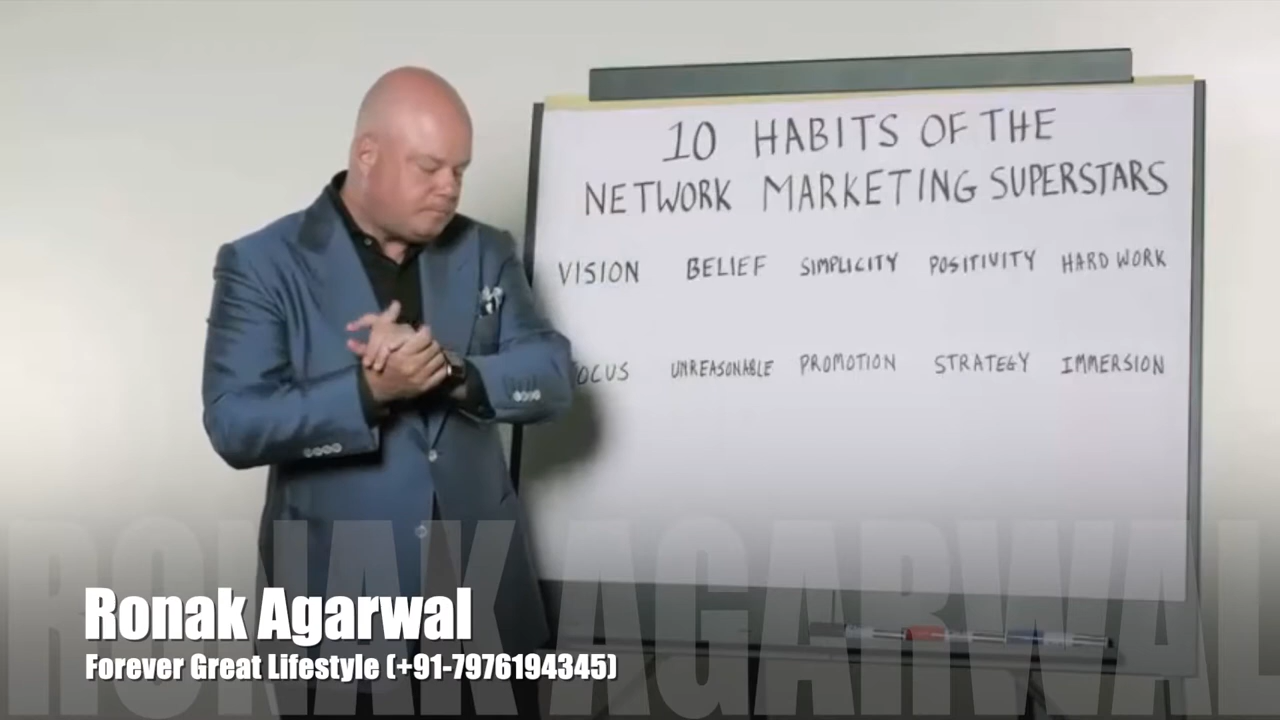 10 HABITS OF THE
NETWORK MARKETING SUPERSTARS
VISION BELIEF SIMPLICITY POSITIVITY HARD WORK
OCUS UNREASONABLE PROMOTION STRATEGY IMMERSION
RONAK AGARWAL
Ronak Agarwal
Forever Great Lifestyle (+91-7976194345)